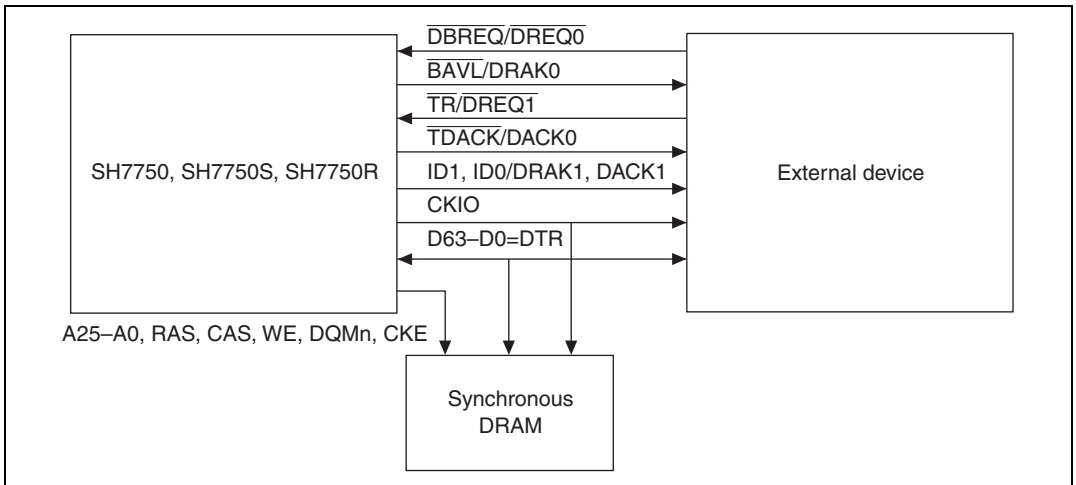 DBREQ/DREQ0
BAVL/DRAK0
TR/DREQ1
TDACK/DACK0
SH7750, SH7750S, SH7750R
ID1, ID0/DRAK1, DACK1
External device
CKIO
D63–D0=DTR
A25–A0, RAS, CAS, WE, DQMn, CKE
Synchronous
DRAM